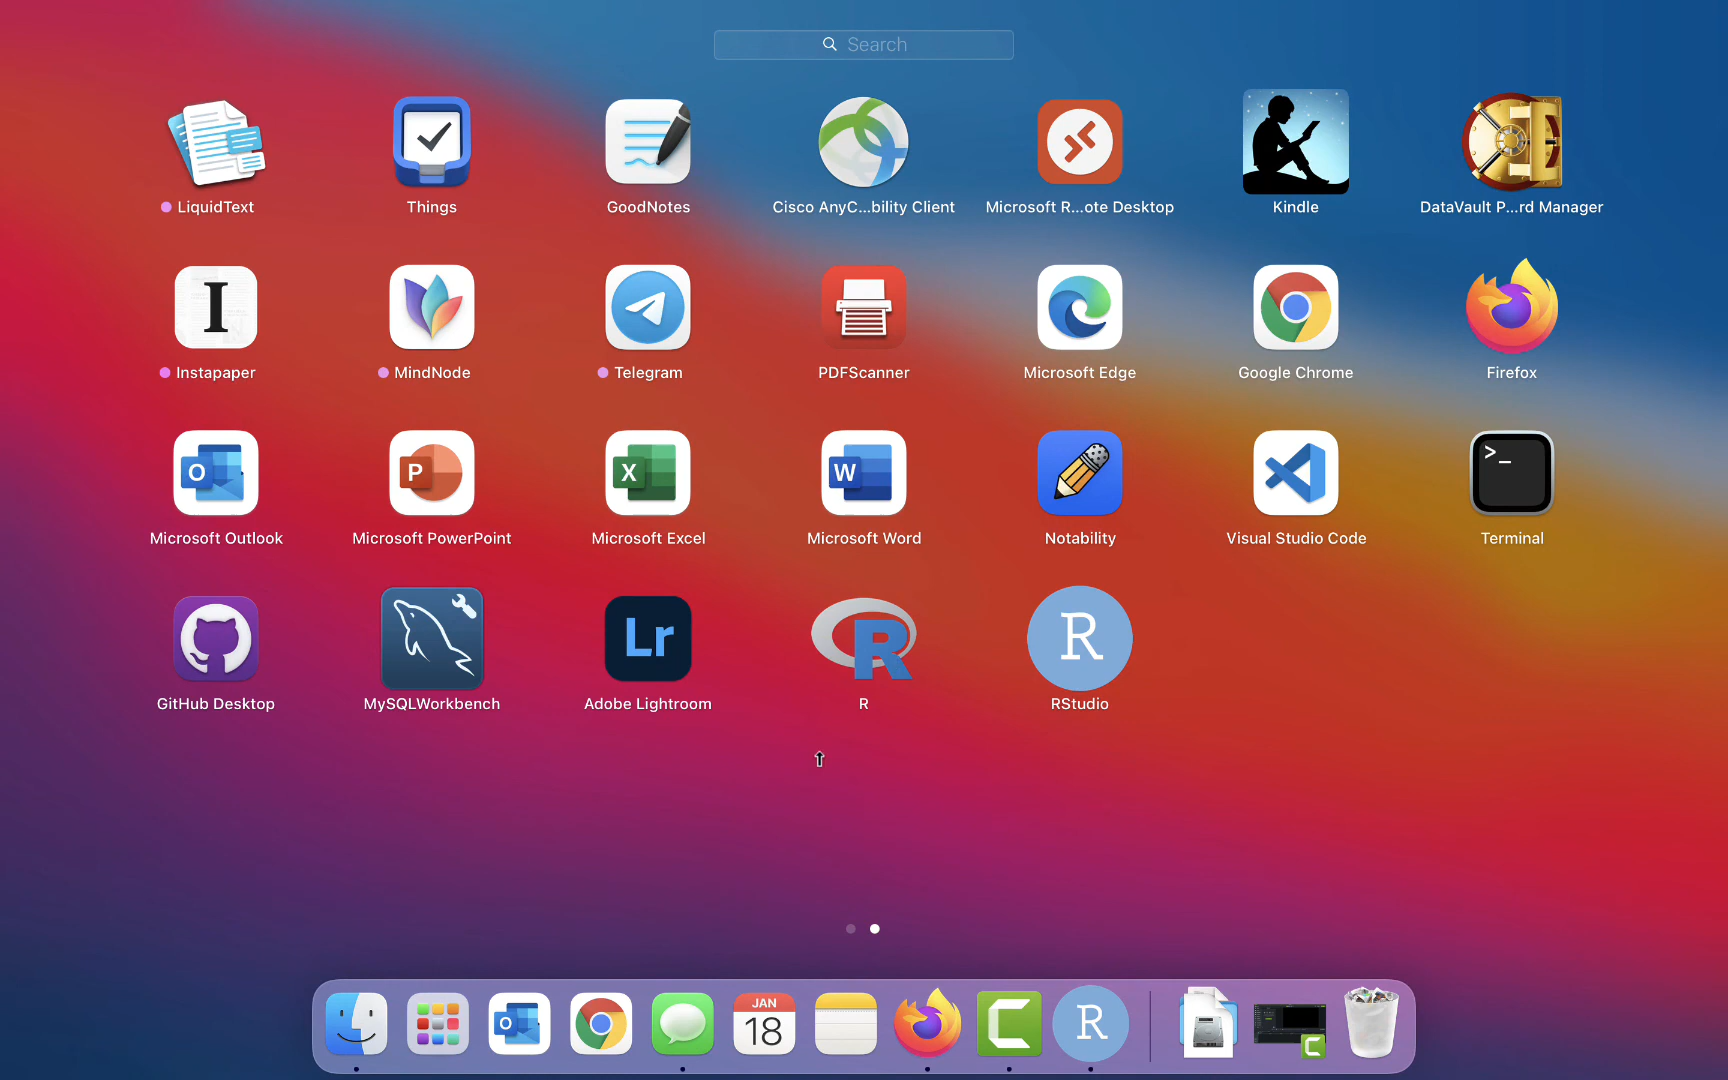 Search
LiquidText
Things
GoodNotes
Cisco AnyC...bility Client
Microsoft R...ote Desktop
Kindle
DataVault P...rd Manager
I
Instapaper
MindNode
Telegram
PDFScanner
Microsoft Edge
Google Chrome
Firefox
O
P
X
W
>_
Microsoft Outlook
Microsoft PowerPoint
Microsoft Excel
Microsoft Word
Notability
Visual Studio Code
Terminal
Lr
R
R
GitHub Desktop
MySQLWorkbench
Adobe Lightroom
R
RStudio
O
JAN
18
C
R
C